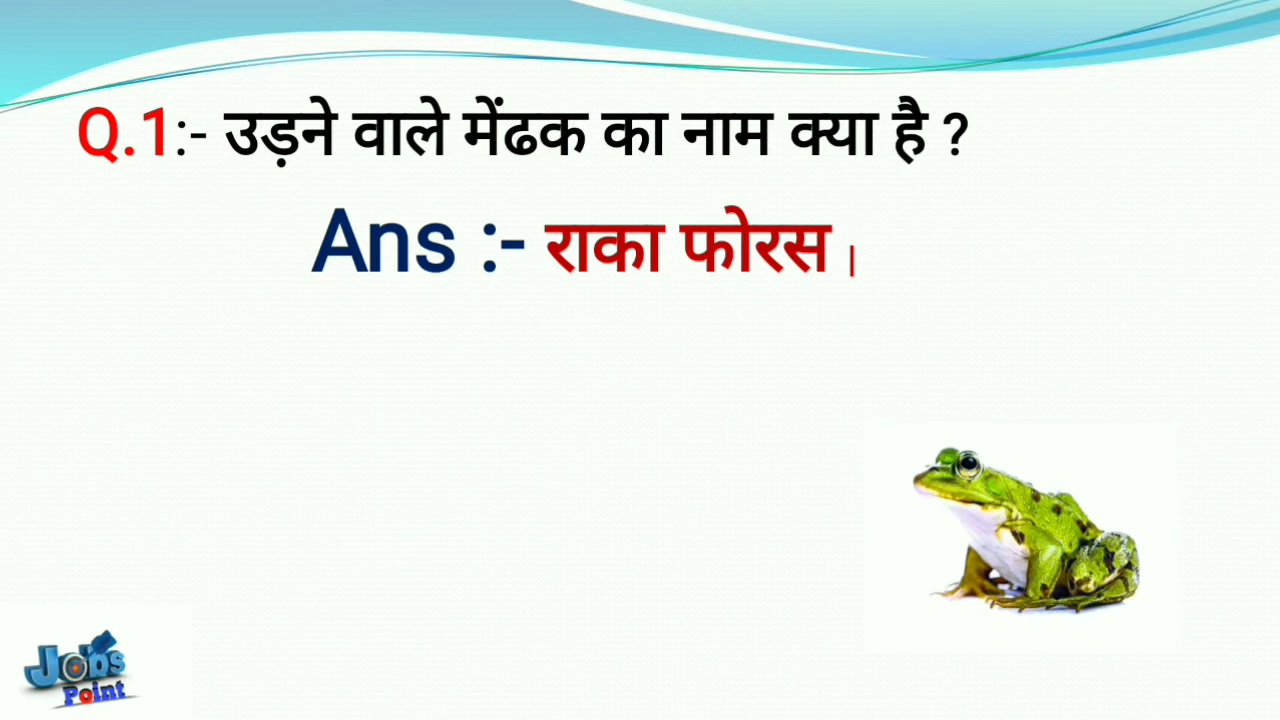 Q.1:- उड़ने वाले मेंढक का नाम क्या है ?
Ans :- राका फोरस ।
Jobs
Point